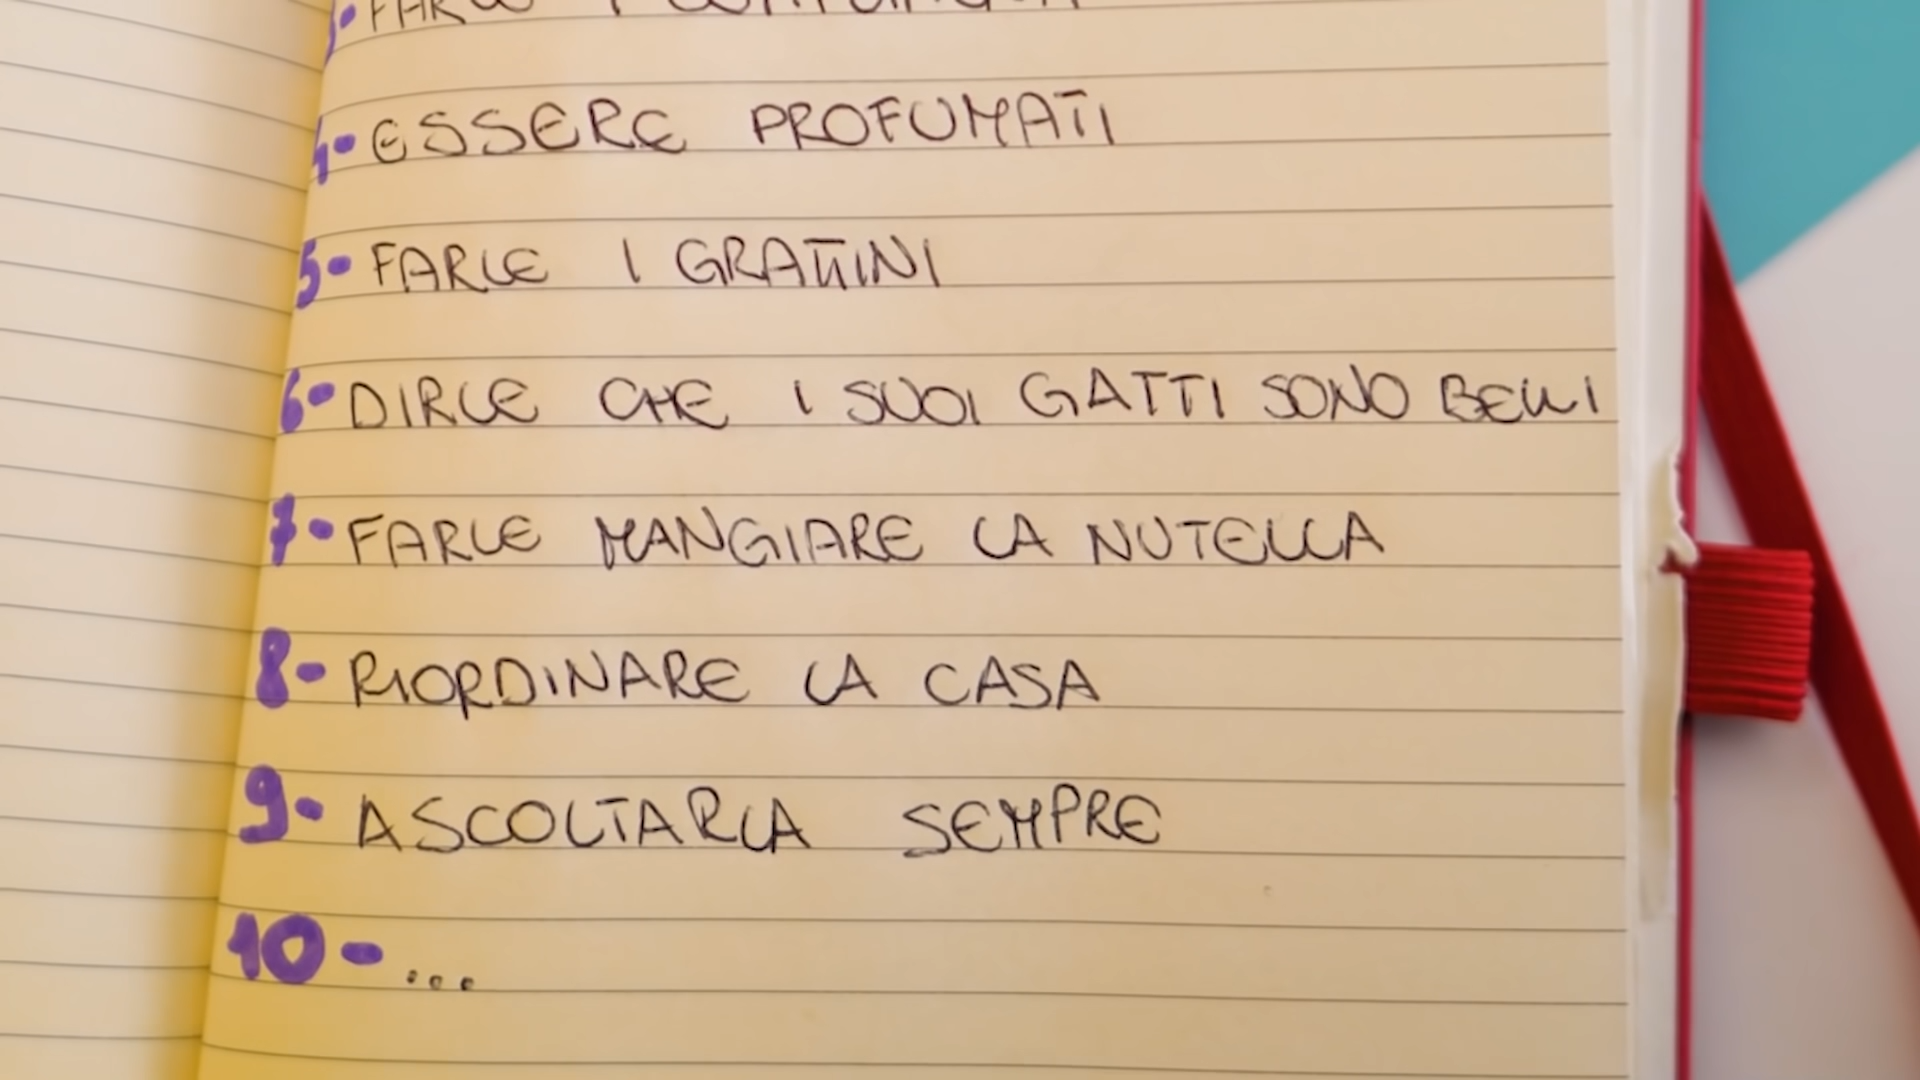 4- ESSERE PROFUMATI
5- FARLE I GRATTINI
6- DIRLE CHE I SUOI GATTI SONO BELLI
7- FARLE MANGIARE LA NUTELLA
8- RIORDINARE LA CASA
9- ASCOLTARLA SEMPRE
10- ...